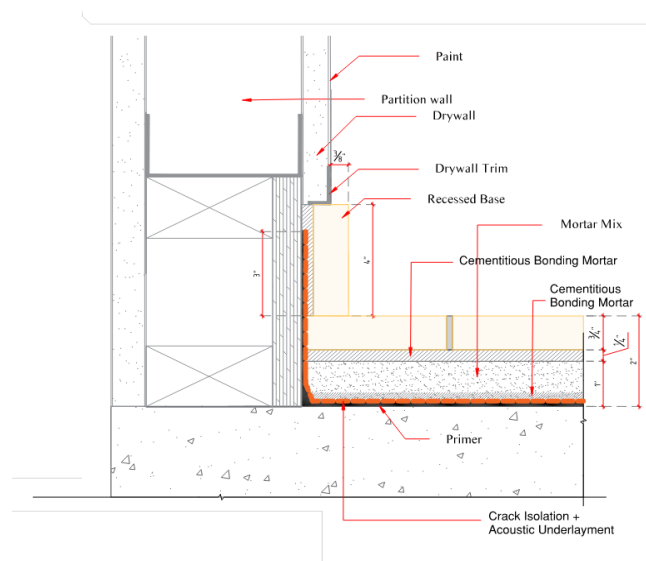 Paint
Partition wall
Drywall
3/8"
Drywall Trim
Recessed Base
Mortar Mix
3"
4"
Cementitious Bonding Mortar
Cementitious
Bonding Mortar
3/4"
1/4"
2"
1"
Primer
Crack Isolation +
Acoustic Underlayment